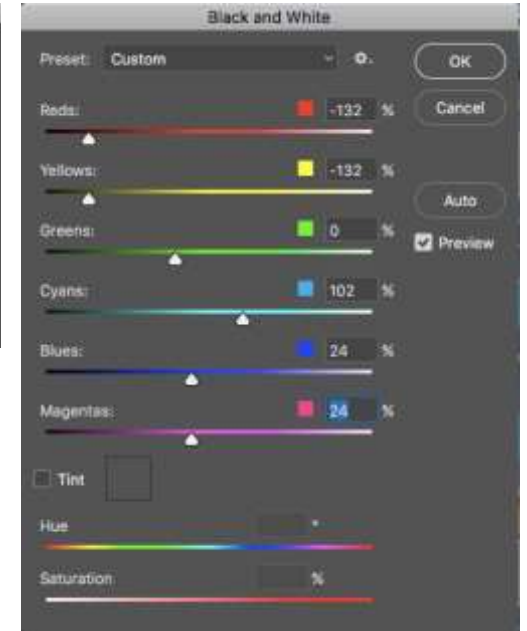 Black and White
Preset: Custom
OK
Reds: -132 %
Cancel
Yellows: -132 %
Auto
Greens: 0 %
Preview
Cyans: 102 %
Blues: 24 %
Magentas: 24 %
Tint
Hue °
Saturation %